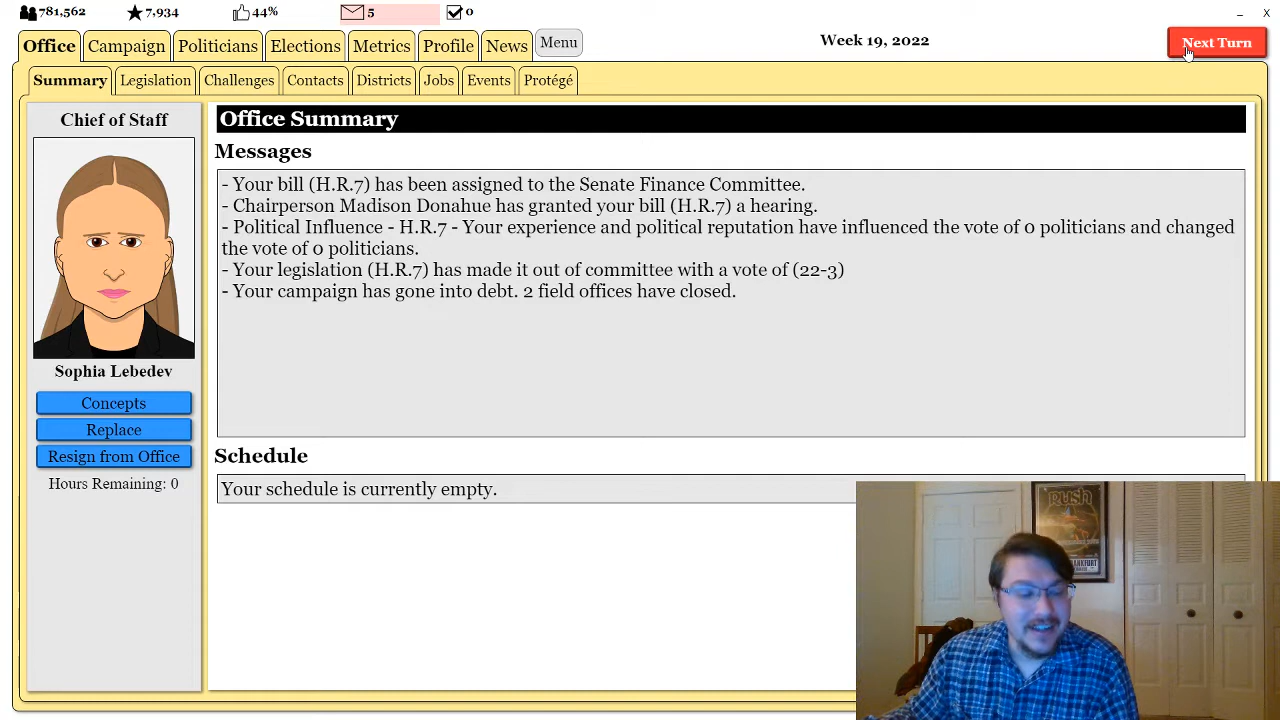 781,562 7,934 44% 5 0
Office Campaign Politicians Elections Metrics Profile News Menu Week 19, 2022 Next Turn
Summary Legislation Challenges Contacts Districts Jobs Events Protégé
Chief of Staff
Sophia Lebedev
Concepts
Replace
Resign from Office
Hours Remaining: 0
Office Summary
Messages
- Your bill (H.R.7) has been assigned to the Senate Finance Committee.
- Chairperson Madison Donahue has granted your bill (H.R.7) a hearing.
- Political Influence - H.R.7 - Your experience and political reputation have influenced the vote of 0 politicians and changed
the vote of 0 politicians.
- Your legislation (H.R.7) has made it out of committee with a vote of (22-3)
- Your campaign has gone into debt. 2 field offices have closed.
Schedule
Your schedule is currently empty.
Rush